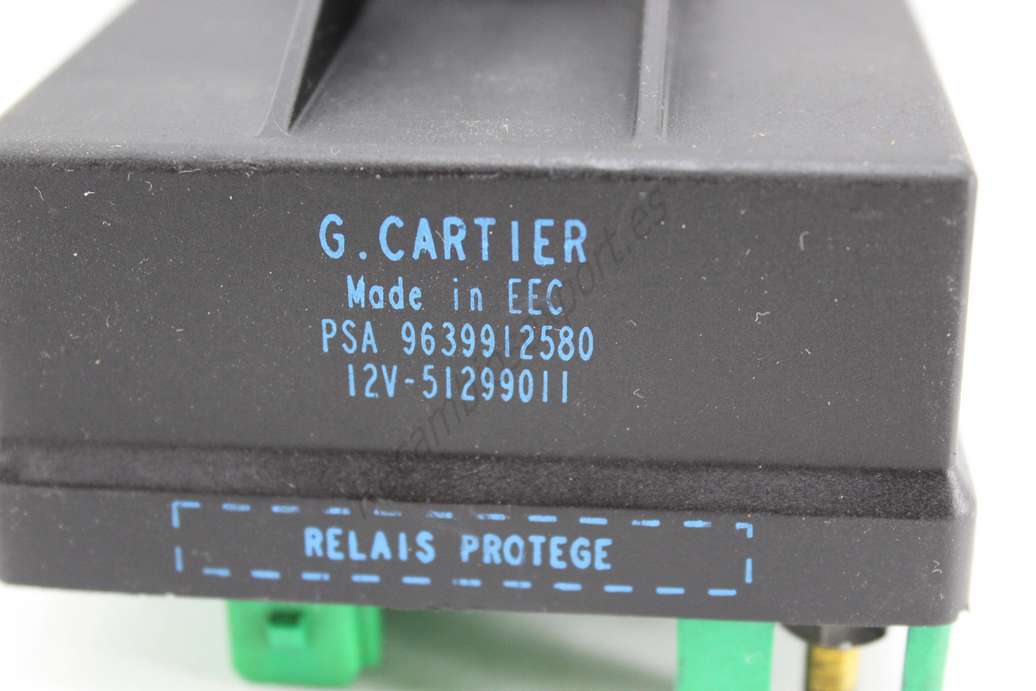 G.CARTIER
Made in EEC
PSA 9639912580
12V-51299011
RELAIS PROTEGE